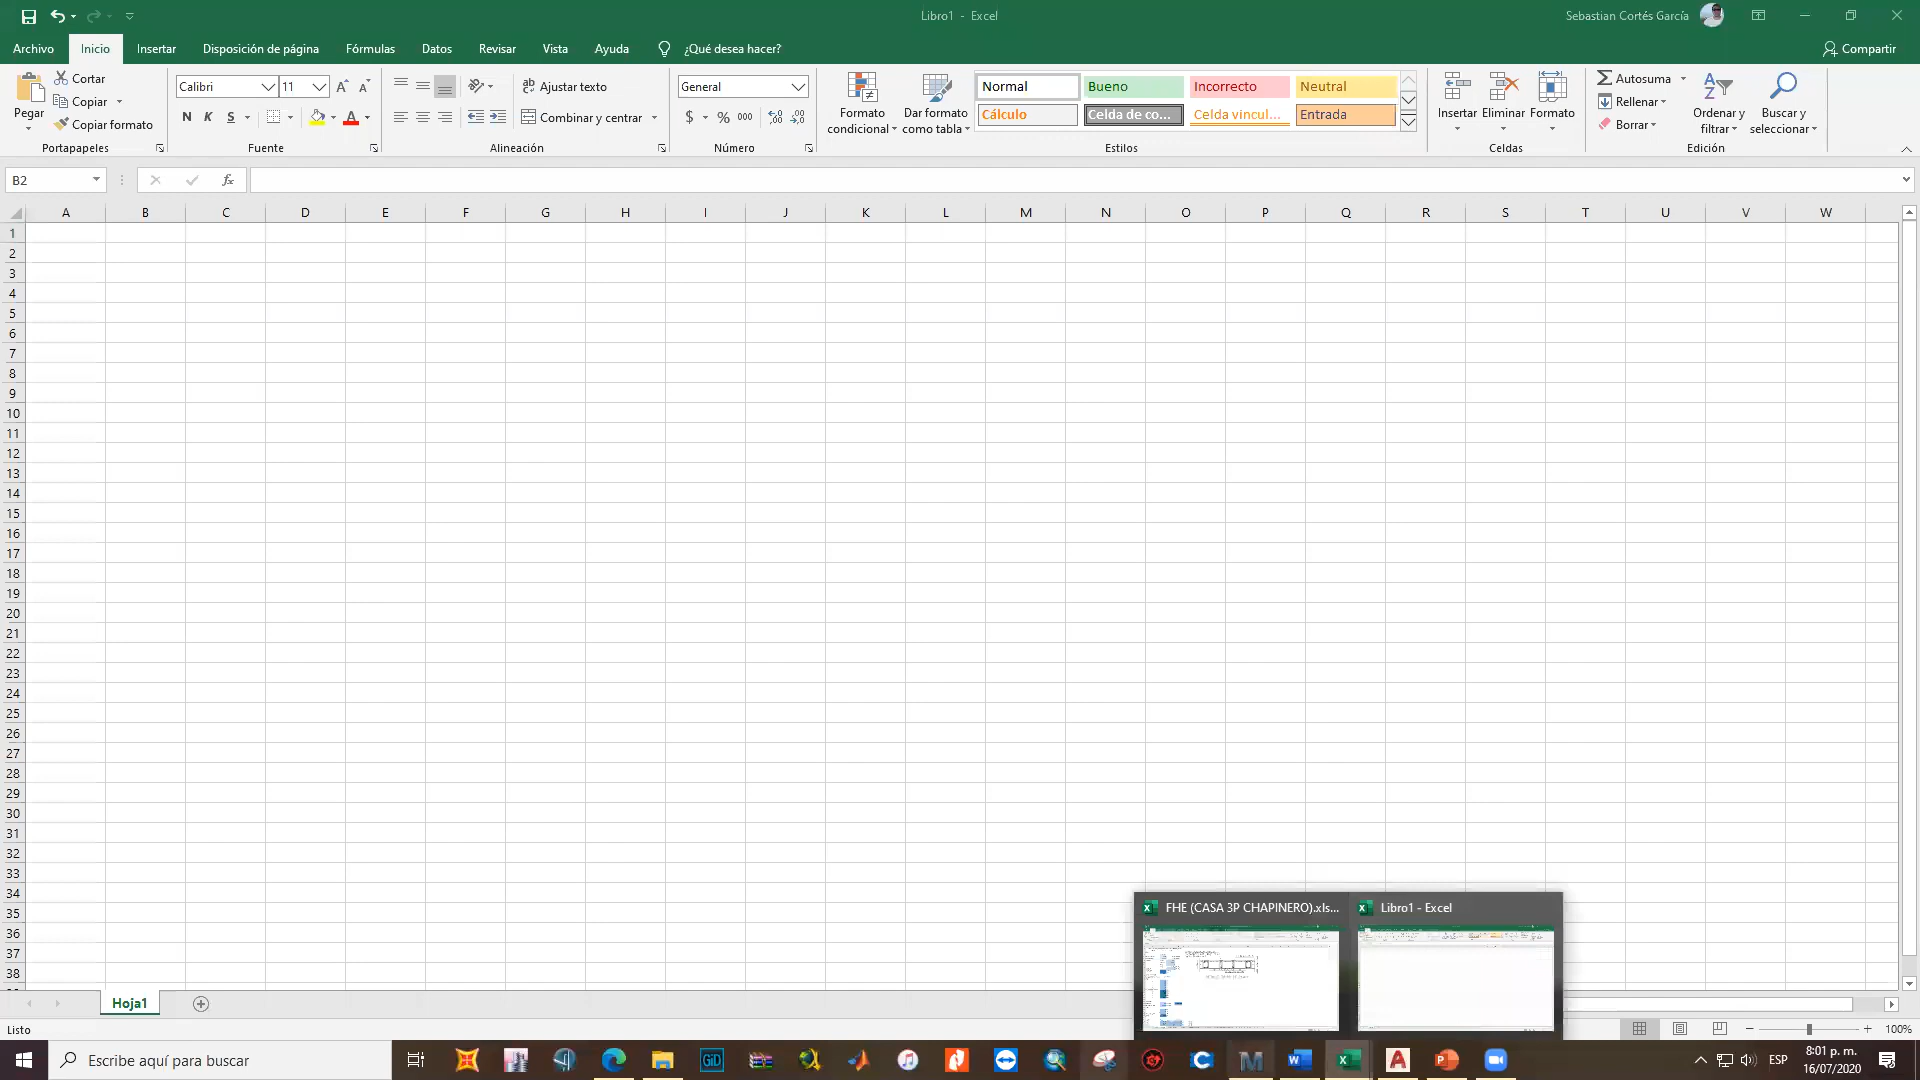 Libro1 - Excel
Sebastian Cortés García
Archivo Inicio Insertar Disposición de página Fórmulas Datos Revisar Vista Ayuda ¿Qué desea hacer? Compartir
Pegar
Cortar
Copiar
Copiar formato
Portapapeles
Calibri 11
N K S
Fuente
Ajustar texto
Combinar y centrar
Alineación
General
$ % 000
Número
Formato condicional
Dar formato como tabla
Normal Bueno Incorrecto Neutral
Cálculo Celda de co... Celda vincul... Entrada
Estilos
Insertar Eliminar Formato
Celdas
Autosuma
Rellenar
Borrar
Ordenar y filtrar
Buscar y seleccionar
Edición
B2
fx
A B C D E F G H I J K L M N O P Q R S T U V W
1
2
3
4
5
6
7
8
9
10
11
12
13
14
15
16
17
18
19
20
21
22
23
24
25
26
27
28
29
30
31
32
33
34
35
36
37
38
FHE (CASA 3P CHAPINERO).xls... Libro1 - Excel
Hoja1
Listo
100%
Escribe aquí para buscar
GiD
ESP
8:01 p. m.
16/07/2020